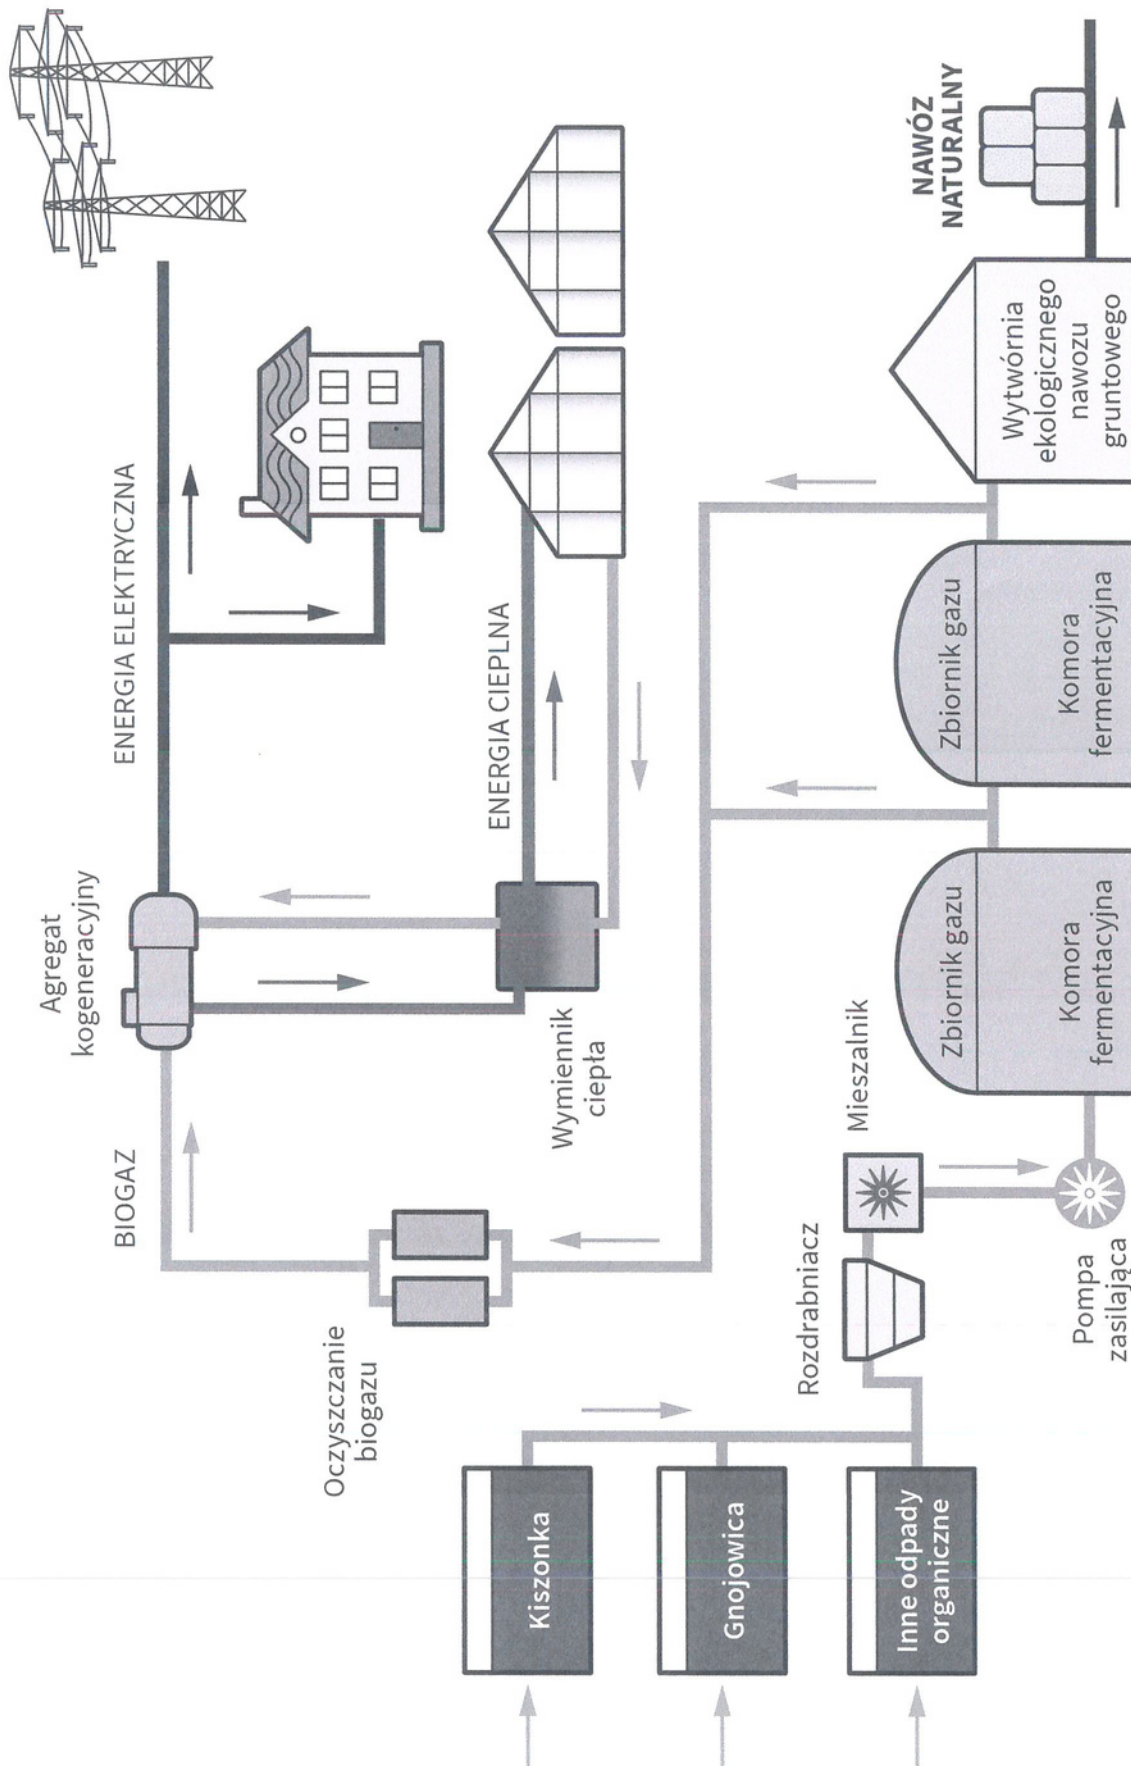 ENERGIA ELEKTRYCZNA
Agregat
kogeneracyjny
BIOGAZ
ENERGIA CIEPLNA
Wymiennik
ciepła
Oczyszczanie
biogazu
Kiszonka
Gnojowica
Inne odpady
organiczne
Rozdrabniacz
Mieszalnik
Pompa
zasilająca
Zbiornik gazu
Komora
fermentacyjna
Zbiornik gazu
Komora
fermentacyjna
Wytwórnia
ekologicznego
nawozu
gruntowego
NAWÓZ
NATURALNY